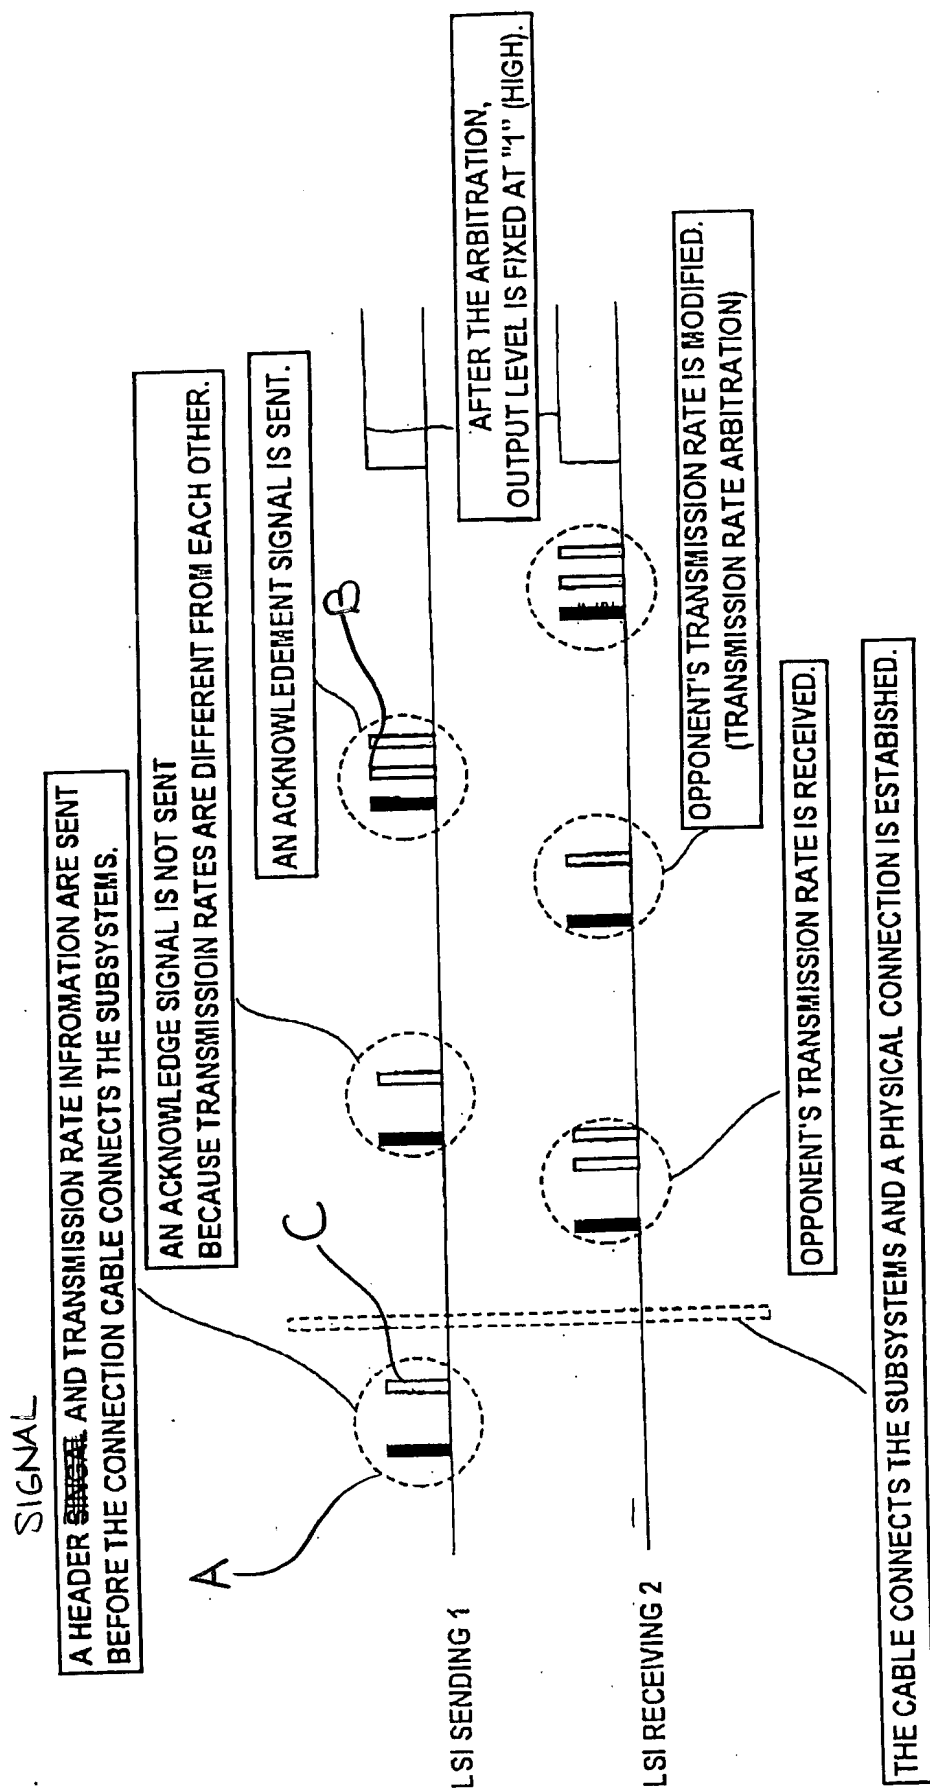 SIGNAL
A HEADER SINGAL AND TRANSMISSION RATE INFROMATION ARE SENT
BEFORE THE CONNECTION CABLE CONNECTS THE SUBSYSTEMS.
AN ACKNOWLEDGE SIGNAL IS NOT SENT
BECAUSE TRANSMISSIOIN RATES ARE DIFFERENT FROM EACH OTHER.
AN ACKNOWLEDEMENT SIGNAL IS SENT.
A
C
B
LSI SENDING 1
AFTER THE ARBITRATION,
OUTPUT LEVEL IS FIXED AT "1" (HIGH).
LSI RECEIVING 2
OPPONENT'S TRANSMISSION RATE IS MODIFIED.
(TRANSMISSION RATE ARBITRATION)
OPPONENT'S TRANSMISSION RATE IS RECEIVED.
THE CABLE CONNECTS THE SUBSYSTEMS AND A PHYSICAL CONNECTION IS ESTABISHED.